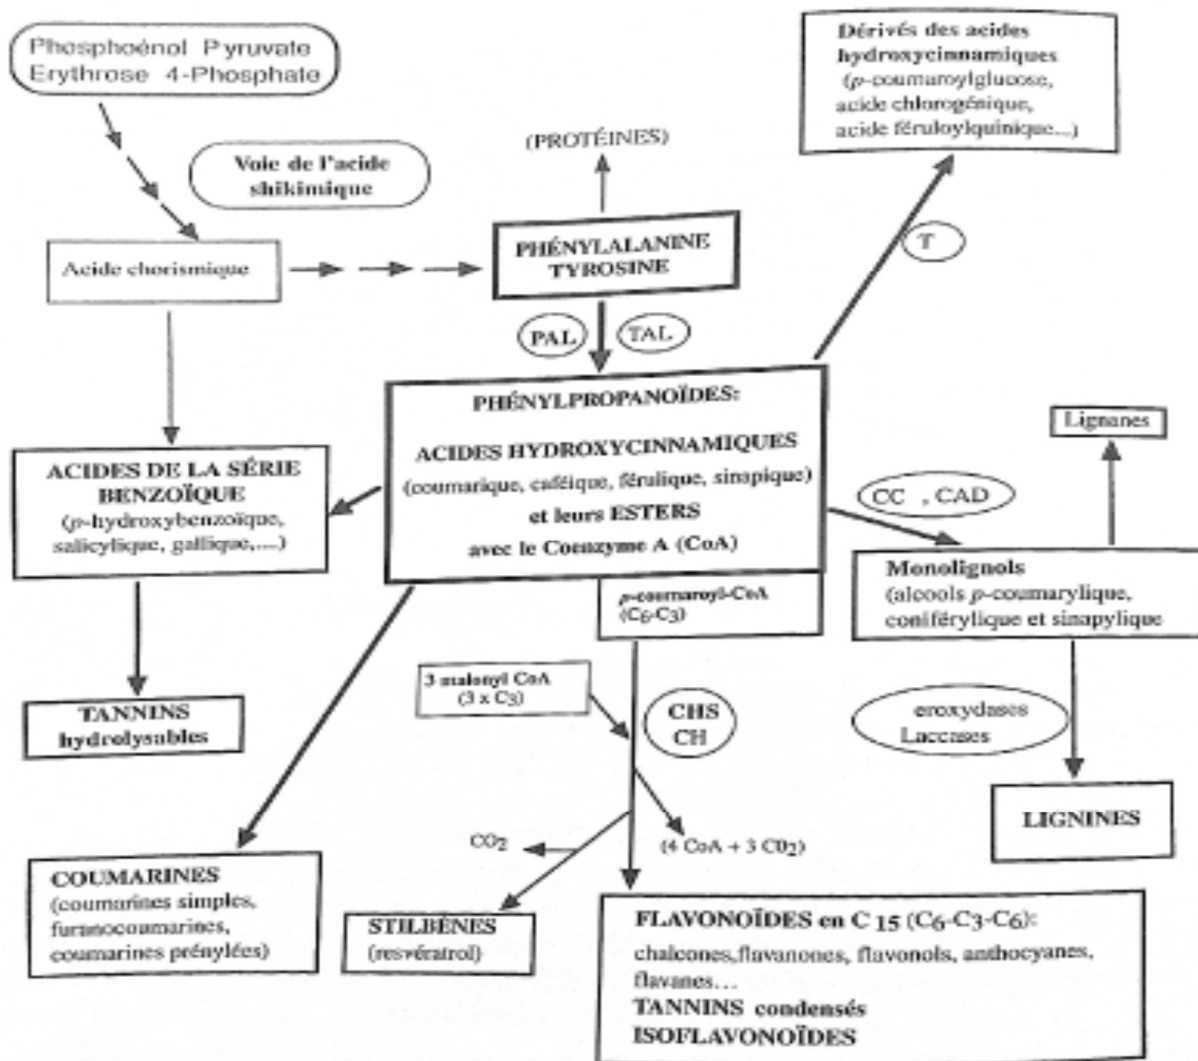 Phosphoénol Pyruvate
Erythrose 4-Phosphate
Voie de l'acide
shikimique
(PROTÉINES)
Dérivés des acides
hydroxycinnamiques
(p-coumaroylglucose,
acide chlorogénique,
acide féruloylquinique...)
Acide chorismique
PHÉNYLALANINE
TYROSINE
T
PAL
TAL
PHÉNYLPROPANOÏDES:
ACIDES HYDROXYCINNAMIQUES
(coumarique, caféique, férulique, sinapique)
et leurs ESTERS
avec le Coenzyme A (CoA)
p-coumaroyl-CoA
(C6-C3)
ACIDES DE LA SÉRIE
BENZOÏQUE
(p-hydroxybenzoïque,
salicylique, gallique,....)
Lignanes
CC , CAD
Monolignols
(alcools p-coumarylique,
coniférylique et sinapylique
TANNINS
hydrolysables
3 malonyl CoA
(3 x C3)
CHS
CH
eroxydases
Laccases
LIGNINES
CO2
(4 CoA + 3 CO2)
COUMARINES
(coumarines simples,
furanocoumarines,
coumarines prénylées)
STILBÈNES
(resvératrol)
FLAVONOÏDES en C 15 (C6-C3-C6):
chalcones,flavanones, flavonols, anthocyanes,
flavanes...
TANNINS condensés
ISOFLAVONOÏDES